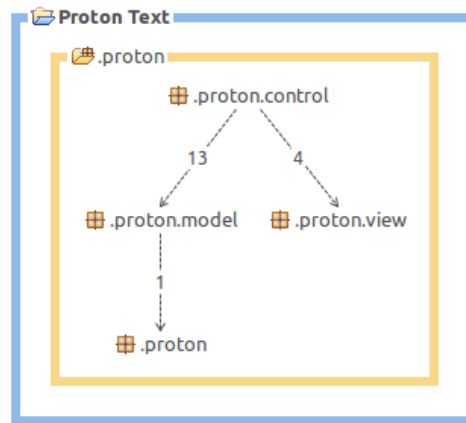 Proton Text
.proton
.proton.control
13 4
.proton.model .proton.view
1
.proton